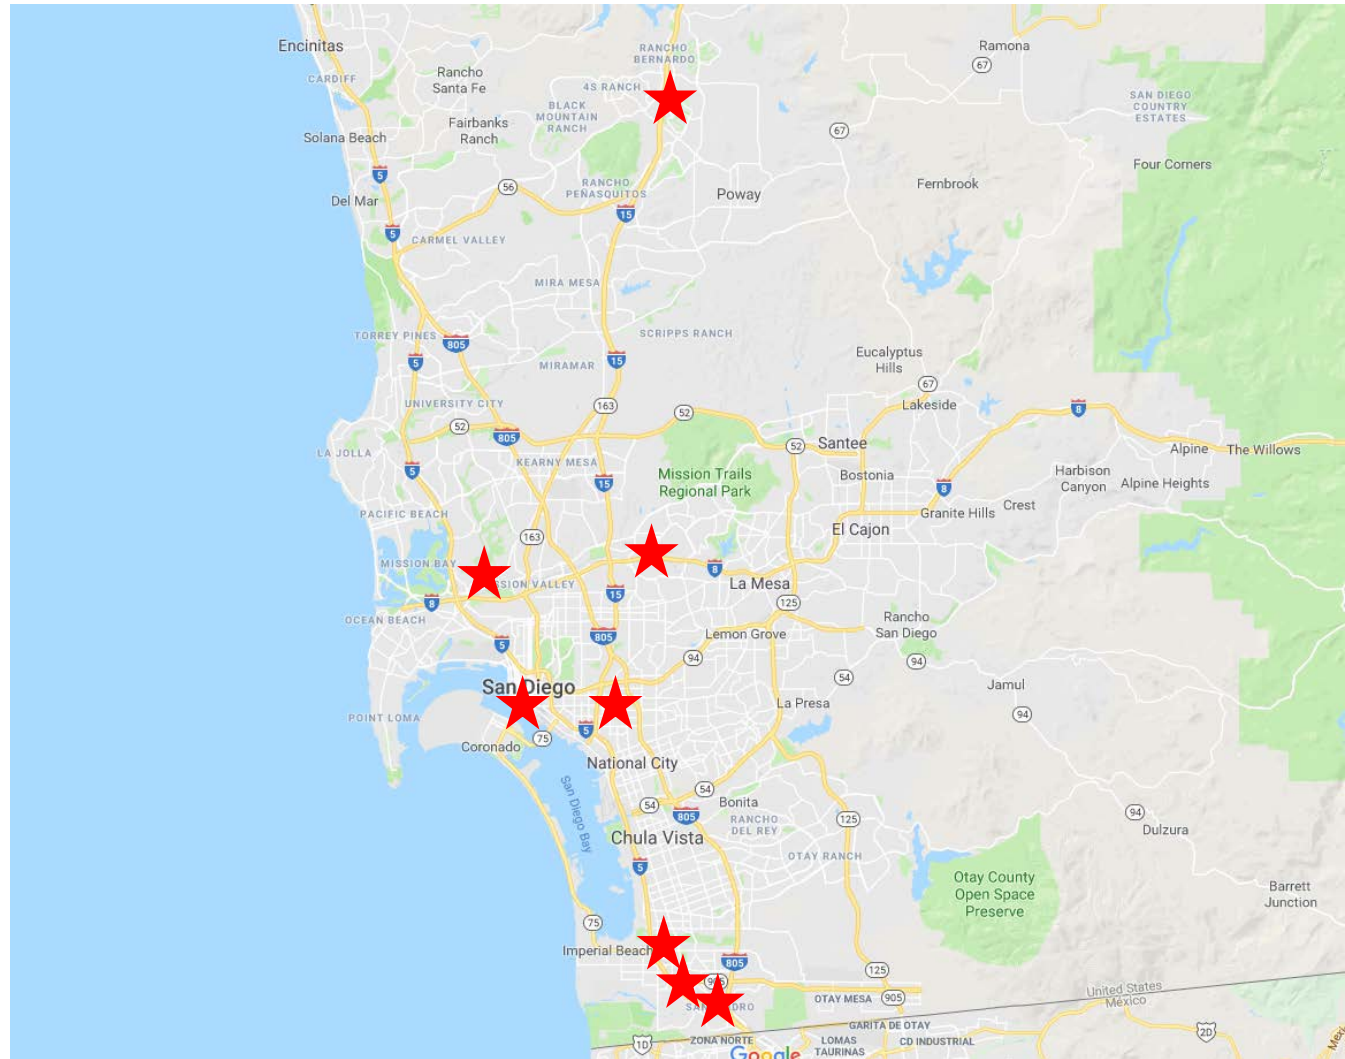 Encinitas
RANCHO
BERNARDO
Ramona
67
CARDIFF
Rancho
Santa Fe
4S RANCH
BLACK
MOUNTAIN
RANCH
SAN DIEGO
COUNTRY
ESTATES
Fairbanks
Ranch
67
Solana Beach
Four Corners
5
56
RANCHO
PEÑASQUITOS
Poway
Fernbrook
Del Mar
15
5
CARMEL VALLEY
MIRA MESA
TORREY PINES
805
SCRIPPS RANCH
5
MIRAMAR
15
Eucalyptus
Hills
67
UNIVERSITY CITY
163
52
Lakeside
8
52
805
Santee
52
LA JOLLA
Alpine
The Willows
KEARNY MESA
5
15
Mission Trails
Regional Park
Bostonia
8
Harbison
Canyon
Alpine Heights
PACIFIC BEACH
Granite Hills
Crest
163
El Cajon
MISSION BAY
SSION VALLEY
8
La Mesa
8
15
125
OCEAN BEACH
Rancho
San Diego
5
805
Lemon Grove
94
94
54
San Diego
Jamul
La Presa
POINT LOMA
94
5
Coronado
75
National City
San Diego Bay
54
54
Bonita
805
RANCHO
DEL REY
125
94
Dulzura
Chula Vista
OTAY RANCH
5
Otay County
Open Space
Preserve
Barrett
Junction
75
Imperial Beach
805
125
905
OTAY MESA
905
United States
México
SAN
DRO
GARITA DE OTAY
2D
1D
ZONA NORTE
LOMAS
TAURINAS
CD INDUSTRIAL
Google